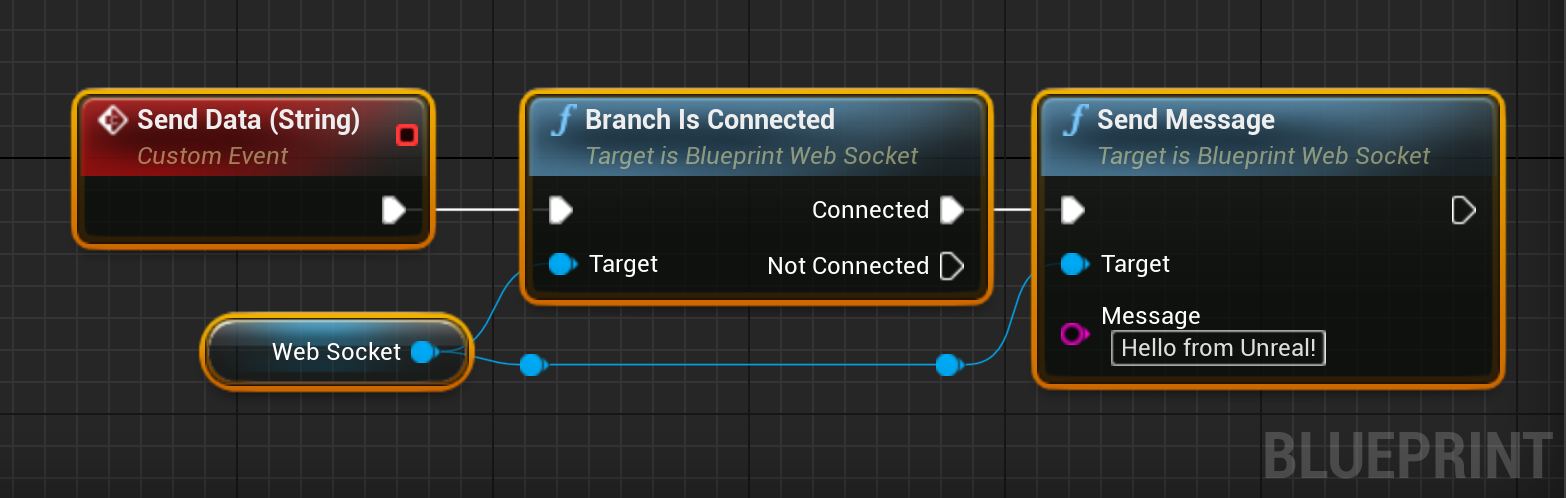 Send Data (String)
Custom Event
Branch Is Connected
Target is Blueprint Web Socket
Connected
Target
Not Connected
Send Message
Target is Blueprint Web Socket
Target
Message
Hello from Unreal!
Web Socket
BLUEPRINT